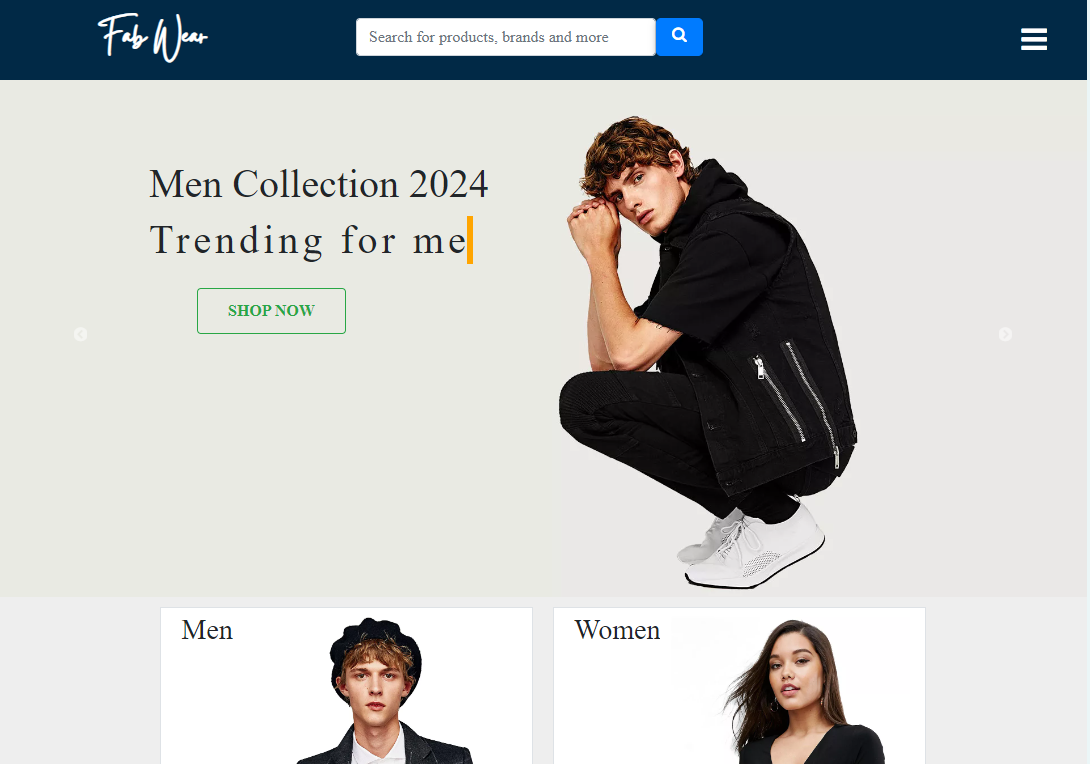 Fab Wear
Search for products, brands and more
Men Collection 2024
Trending for me
SHOP NOW
Men
Women